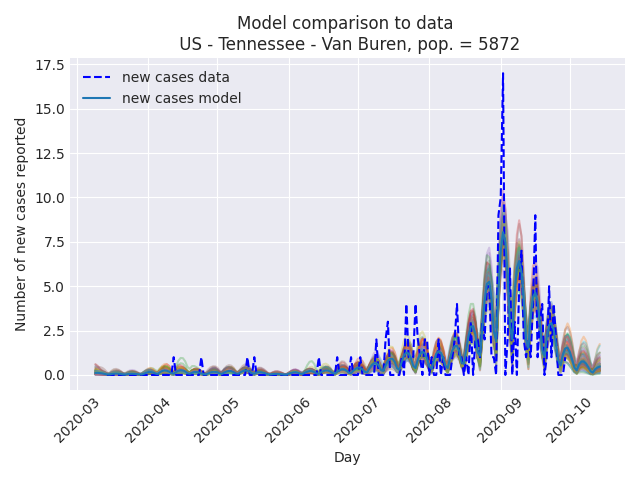 Model comparison to data
US - Tennessee - Van Buren, pop. = 5872
17.5
15.0
12.5
10.0
7.5
5.0
2.5
0.0
Number of new cases reported
new cases data
new cases model
2020-03
2020-04
2020-05
2020-06
2020-07
2020-08
2020-09
2020-10
Day